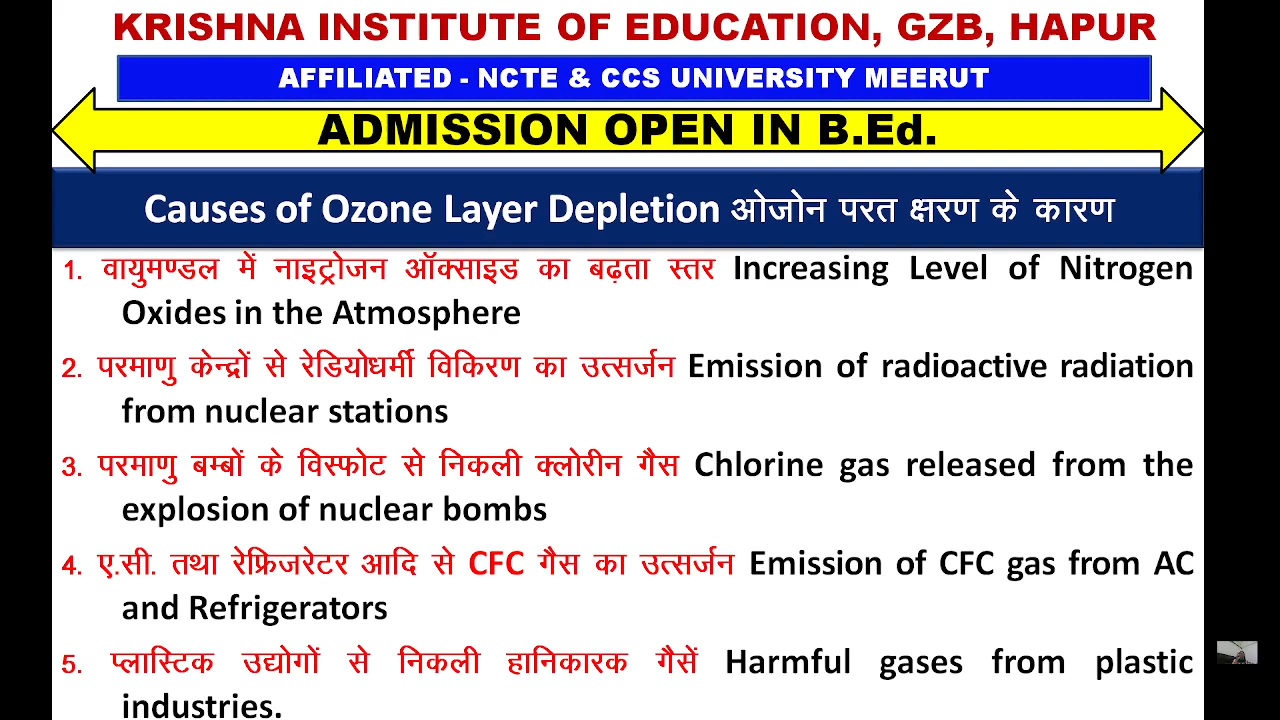 KRISHNA INSTITUTE OF EDUCATION, GZB, HAPUR
AFFILIATED - NCTE & CCS UNIVERSITY MEERUT
ADMISSION OPEN IN B.Ed.
Causes of Ozone Layer Depletion ओजोन परत क्षरण के कारण
1. वायुमण्डल में नाइट्रोजन ऑक्साइड का बढ़ता स्तर Increasing Level of Nitrogen
Oxides in the Atmosphere
2. परमाणु केन्द्रों से रेडियोधर्मी विकिरण का उत्सर्जन Emission of radioactive radiation
from nuclear stations
3. परमाणु बम्बों के विस्फोट से निकली क्लोरीन गैस Chlorine gas released from the
explosion of nuclear bombs
4. ए.सी. तथा रेफ्रिजरेटर आदि से CFC गैस का उत्सर्जन Emission of CFC gas from AC
and Refrigerators
5. प्लास्टिक उद्योगों से निकली हानिकारक गैसें Harmful gases from plastic
industries.